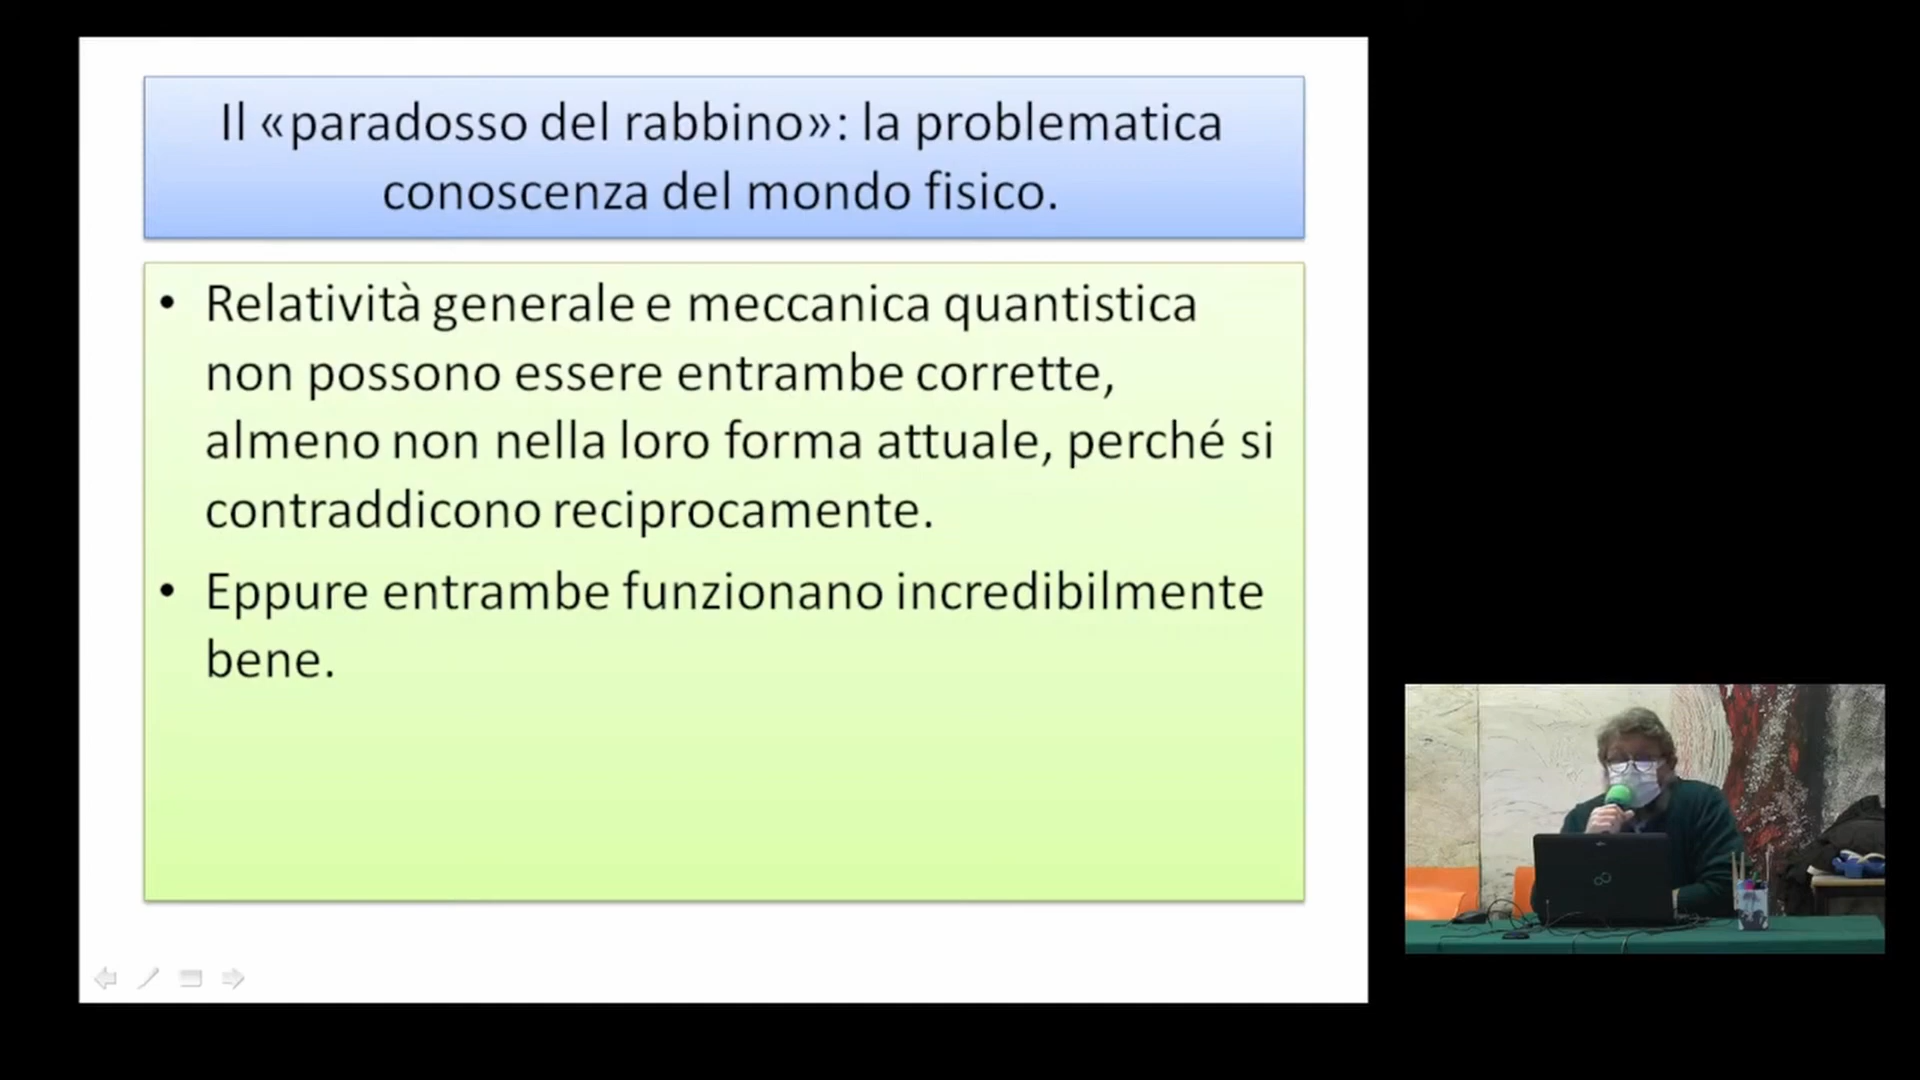 Il «paradosso del rabbino»: la problematica
conoscenza del mondo fisico.
• Relatività generale e meccanica quantistica
non possono essere entrambe corrette,
almeno non nella loro forma attuale, perché si
contraddicono reciprocamente.
• Eppure entrambe funzionano incredibilmente
bene.